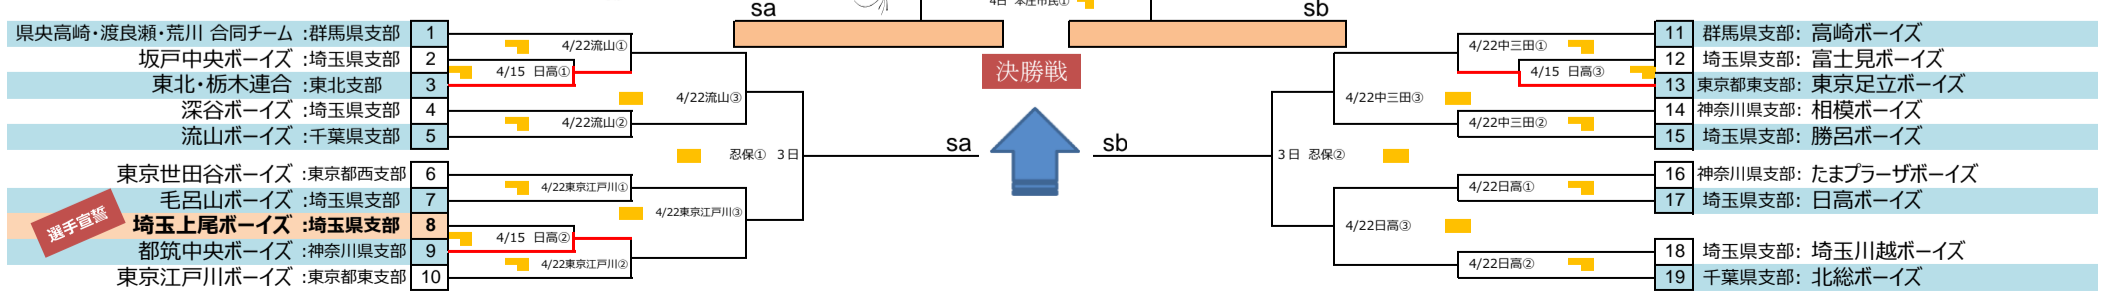 sa
4日 本庄市民①
sb
県央高崎・渡良瀬・荒川 合同チーム :群馬県支部 1
坂戸中央ボーイズ :埼玉県支部 2
東北・栃木連合 :東北支部 3
深谷ボーイズ :埼玉県支部 4
流山ボーイズ :千葉県支部 5
東京世田谷ボーイズ :東京都西支部 6
毛呂山ボーイズ :埼玉県支部 7
選手宣誓
埼玉上尾ボーイズ :埼玉県支部 8
都筑中央ボーイズ :神奈川県支部 9
東京江戸川ボーイズ :東京都東支部 10
4/22流山①
4/15 日高①
4/22流山③
4/22流山②
忍保① 3日
4/22東京江戸川①
4/22東京江戸川③
4/15 日高②
4/22東京江戸川②
決勝戦
sa
sb
3日 忍保②
4/22中三田①
4/15 日高③
4/22中三田③
4/22中三田②
4/22日高①
4/22日高③
4/22日高②
11 群馬県支部: 高崎ボーイズ
12 埼玉県支部: 富士見ボーイズ
13 東京都東支部: 東京足立ボーイズ
14 神奈川県支部: 相模ボーイズ
15 埼玉県支部: 勝呂ボーイズ
16 神奈川県支部: たまプラーザボーイズ
17 埼玉県支部: 日高ボーイズ
18 埼玉県支部: 埼玉川越ボーイズ
19 千葉県支部: 北総ボーイズ